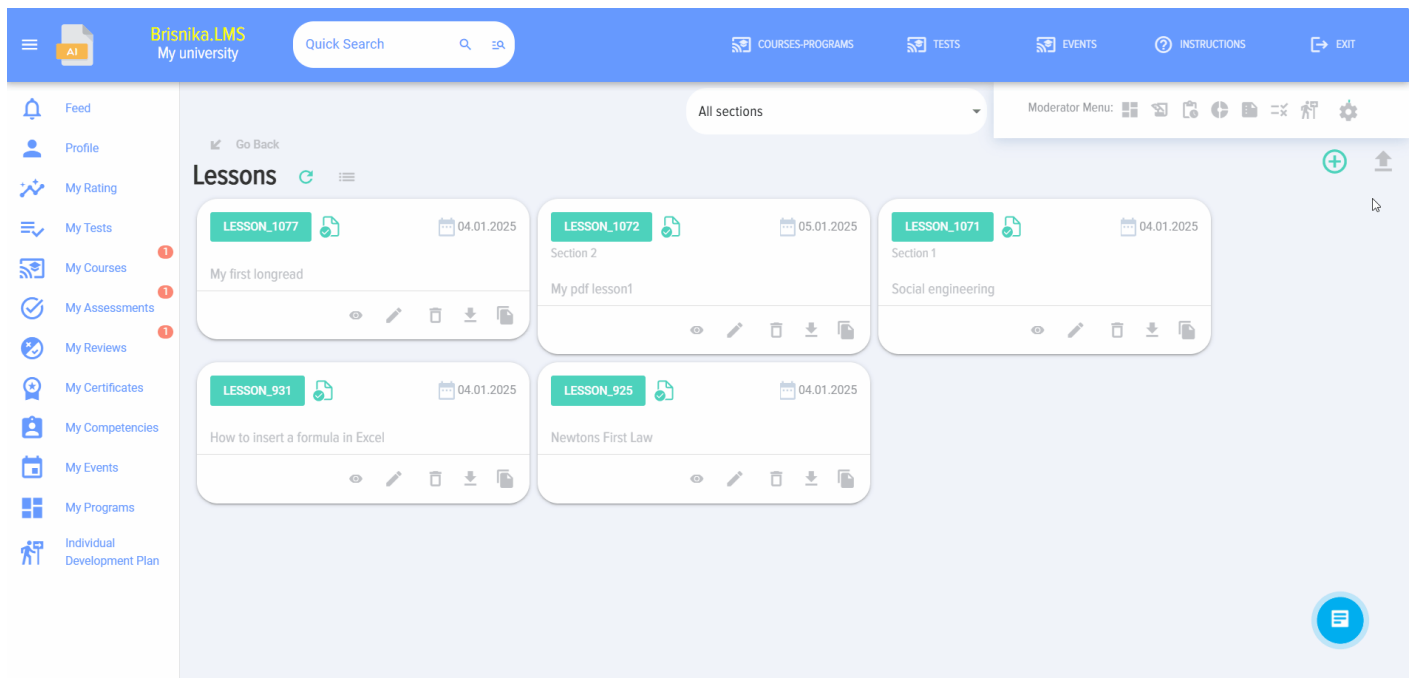 AI
Brisnika.LMS
My university
Quick Search
COURSES-PROGRAMS
TESTS
EVENTS
INSTRUCTIONS
EXIT
Feed
Profile
My Rating
My Tests
1
My Courses
1
My Assessments
1
My Reviews
My Certificates
My Competencies
My Events
My Programs
Individual
Development Plan
All sections
Moderator Menu:
Go Back
Lessons
LESSON_1077
04.01.2025
My first longread
LESSON_1072
05.01.2025
Section 2
My pdf lesson1
LESSON_1071
04.01.2025
Section 1
Social engineering
LESSON_931
04.01.2025
How to insert a formula in Excel
LESSON_925
04.01.2025
Newtons First Law